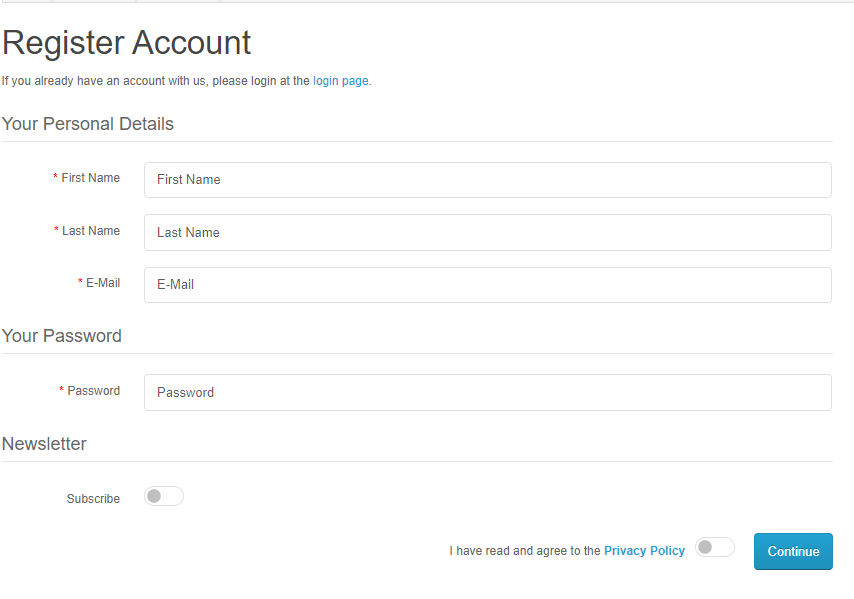 Register Account
If you already have an account with us, please login at the login page.
Your Personal Details
* First Name
First Name
* Last Name
Last Name
* E-Mail
E-Mail
Your Password
* Password
Password
Newsletter
Subscribe
I have read and agree to the Privacy Policy
Continue